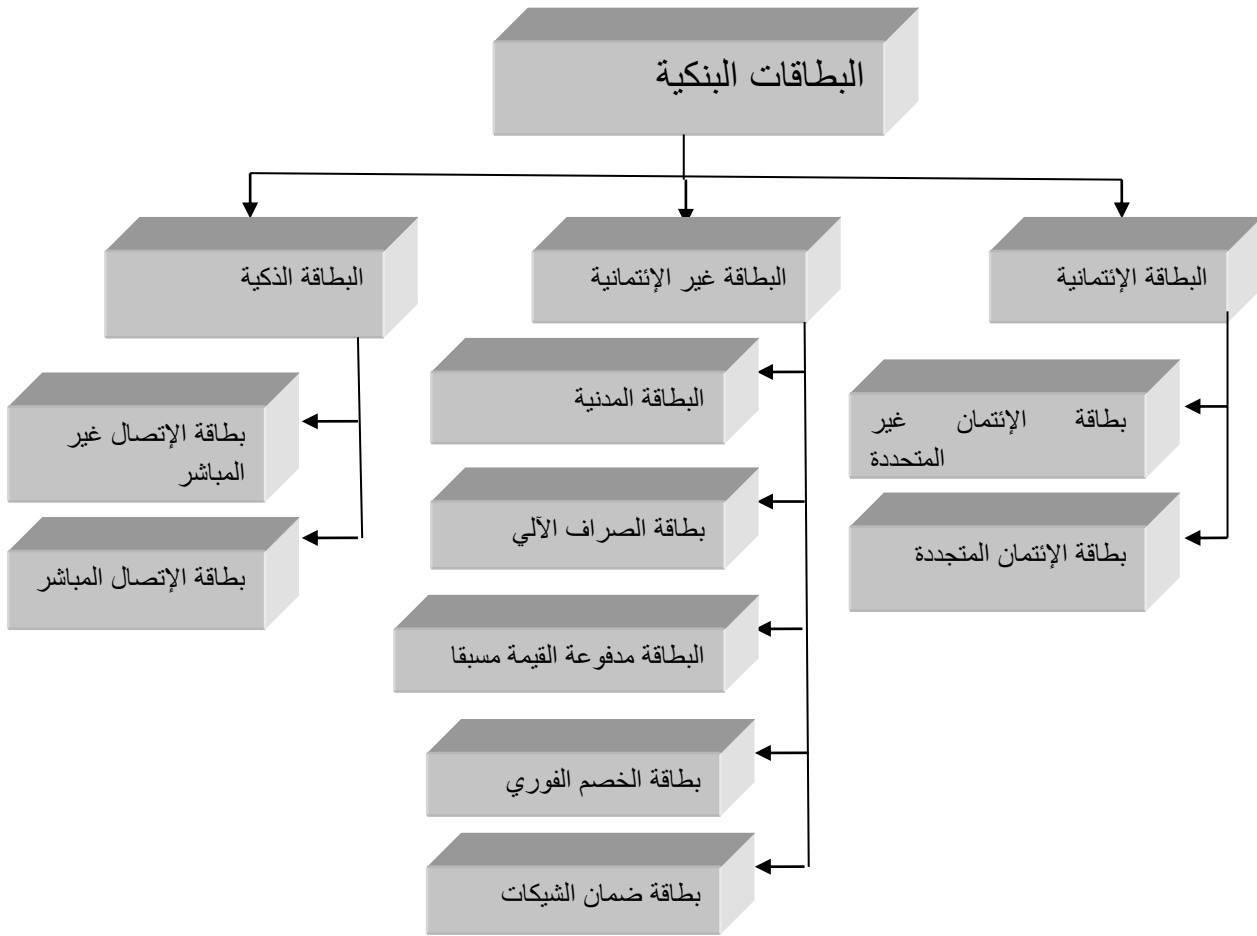 البطاقات البنكية
البطاقة الإئتمانية
البطاقة غير الإئتمانية
البطاقة الذكية
بطاقة الإئتمان غير
المتحددة
بطاقة الإئتمان المتجددة
البطاقة المدنية
بطاقة الصراف الآلي
البطاقة مدفوعة القيمة مسبقا
بطاقة الخصم الفوري
بطاقة ضمان الشيكات
بطاقة الإتصال غير
المباشر
بطاقة الإتصال المباشر